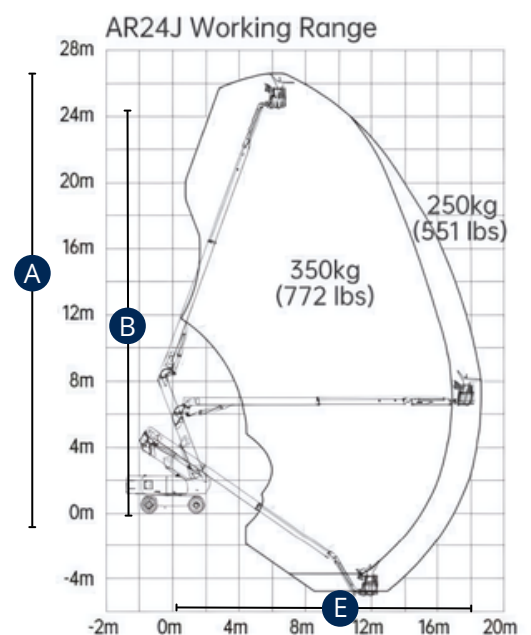 AR24J Working Range
28m
24m
20m
16m
12m
8m
4m
0m
-4m
A
B
250kg
(551 lbs)
350kg
(772 lbs)
E
-2m 0m 4m 8m 12m 16m 20m